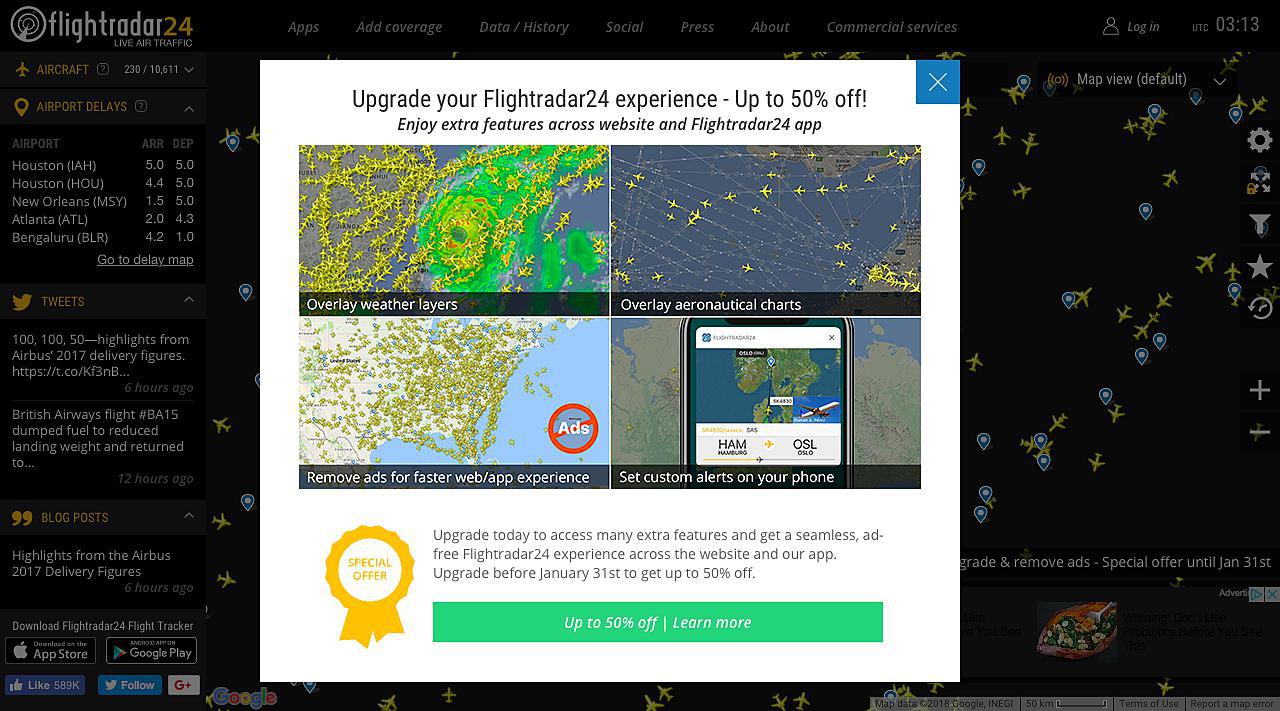 flightradar24
LIVE AIR TRAFFIC
Apps
Add coverage
Data / History
Social
Press
About
Commercial services
Log in
UTC 03:13
AIRCRAFT ? 230 / 10,611
AIRPORT DELAYS ?
AIRPORT ARR DEP
Houston (IAH) 5.0 5.0
Houston (HOU) 4.4 5.0
New Orleans (MSY) 1.5 5.0
Atlanta (ATL) 2.0 4.3
Bengaluru (BLR) 4.2 1.0
Go to delay map
TWEETS
100, 100, 50—highlights from
Airbus’ 2017 delivery figures.
https://t.co/Kf3nB...
6 hours ago
British Airways flight #BA15
dumped fuel to reduced
landing weight and returned
to...
12 hours ago
BLOG POSTS
Highlights from the Airbus
2017 Delivery Figures
6 hours ago
Download Flightradar24 Flight Tracker
Download on the
App Store
ANDROID APP ON
Google Play
Like 589K
Follow
G+
Map view (default)
Upgrade your Flightradar24 experience - Up to 50% off!
Enjoy extra features across website and Flightradar24 app
Overlay weather layers
Overlay aeronautical charts
United States
Ads
Remove ads for faster web/app experience
FLIGHTRADAR24
OSLO (OSL)
SK4830
SK4830/SAS4830 SAS
HAM
HAMBURG
OSL
OSLO
Set custom alerts on your phone
SPECIAL
OFFER
Upgrade today to access many extra features and get a seamless, ad-
free Flightradar24 experience across the website and our app.
Upgrade before January 31st to get up to 50% off.
Up to 50% off | Learn more
grade & remove ads - Special offer until Jan 31st
Adverti
Use
re You See
Warning: Don't Use
Probiotics Before You See
This
Google
Map data ©2018 Google, INEGI
50 km
Terms of Use
Report a map error